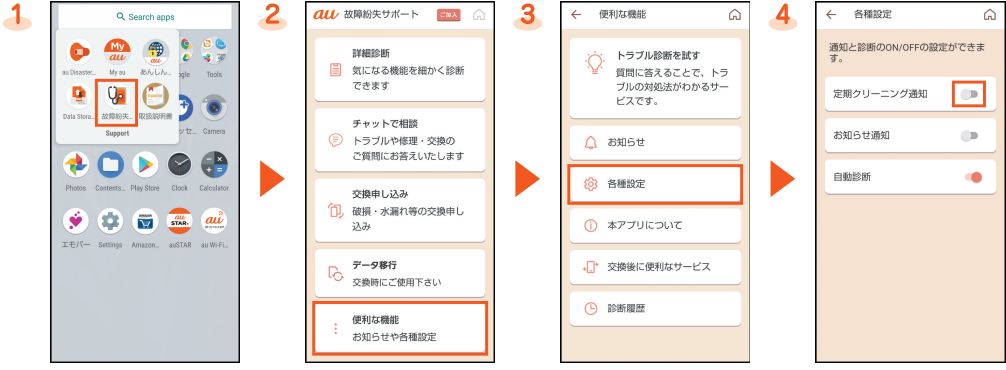 1
Search apps
My
au
au Disaster...
My au
あんしん...
gle
Tools
Data Stora...
故障紛失...
取扱説明書
ッセ...
Camera
Support
Photos
Contents...
Play Store
Clock
Calculator
au
STAR
au
エモパー
Settings
Amazon...
auSTAR
au Wi-Fi...
2
au 故障紛失サポート
ご加入
詳細診断
気になる機能を細かく診断
できます
チャットで相談
トラブルや修理・交換の
ご質問にお答えいたします
交換申し込み
破損・水漏れ等の交換申し
込み
データ移行
交換時にご使用下さい
便利な機能
お知らせや各種設定
3
便利な機能
トラブル診断を試す
質問に答えることで、トラ
ブルの対処法がわかるサー
ビスです。
お知らせ
各種設定
本アプリについて
交換後に便利なサービス
診断履歴
4
各種設定
通知と診断のON/OFFの設定ができま
す。
定期クリーニング通知
お知らせ通知
自動診断